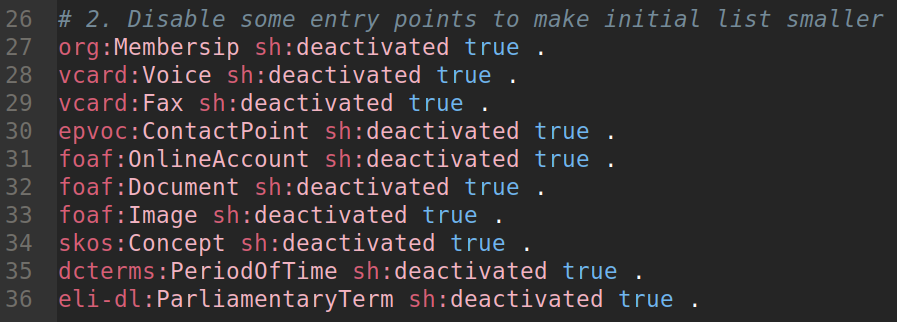 26 # 2. Disable some entry points to make initial list smaller
27 org:Membersip sh:deactivated true .
28 vcard:Voice sh:deactivated true .
29 vcard:Fax sh:deactivated true .
30 epvoc:ContactPoint sh:deactivated true .
31 foaf:OnlineAccount sh:deactivated true .
32 foaf:Document sh:deactivated true .
33 foaf:Image sh:deactivated true .
34 skos:Concept sh:deactivated true .
35 dcterms:PeriodOfTime sh:deactivated true .
36 eli-dl:ParliamentaryTerm sh:deactivated true .